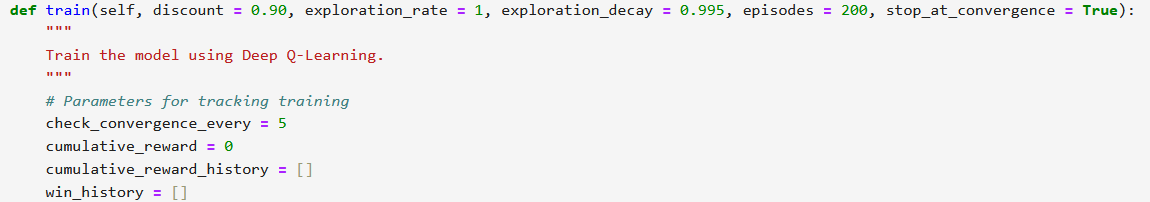 def train(self, discount = 0.90, exploration_rate = 1, exploration_decay = 0.995, episodes = 200, stop_at_convergence = True):
    """
    Train the model using Deep Q-Learning.
    """
    # Parameters for tracking training
    check_convergence_every = 5
    cumulative_reward = 0
    cumulative_reward_history = []
    win_history = []